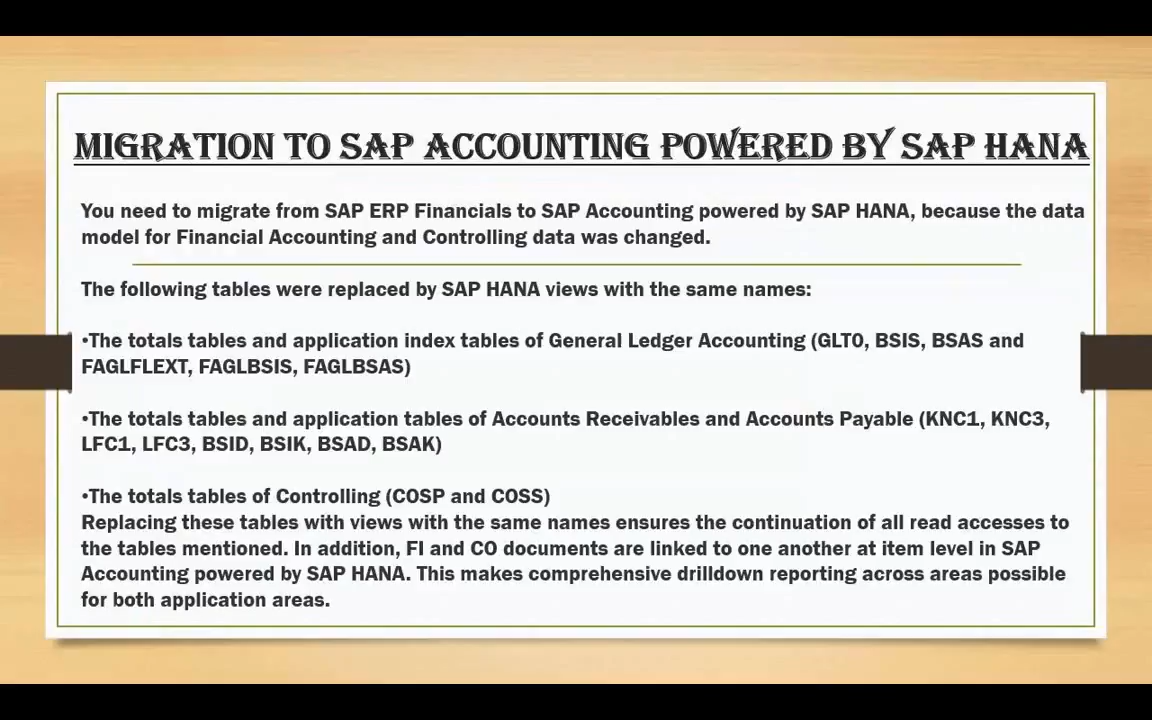 MIGRATION TO SAP ACCOUNTING POWERED BY SAP HANA
You need to migrate from SAP ERP Financials to SAP Accounting powered by SAP HANA, because the data
model for Financial Accounting and Controlling data was changed.
The following tables were replaced by SAP HANA views with the same names:
•The totals tables and application index tables of General Ledger Accounting (GLT0, BSIS, BSAS and
FAGLFLEXT, FAGLBSIS, FAGLBSAS)
•The totals tables and application tables of Accounts Receivables and Accounts Payable (KNC1, KNC3,
LFC1, LFC3, BSID, BSIK, BSAD, BSAK)
•The totals tables of Controlling (COSP and COSS)
Replacing these tables with views with the same names ensures the continuation of all read accesses to
the tables mentioned. In addition, FI and CO documents are linked to one another at item level in SAP
Accounting powered by SAP HANA. This makes comprehensive drilldown reporting across areas possible
for both application areas.